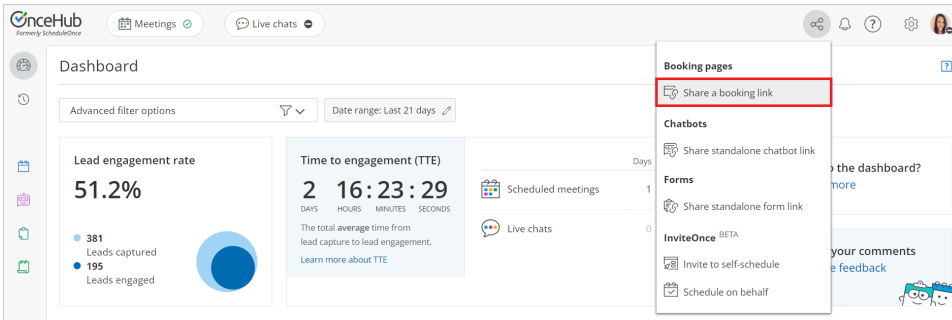 OnceHub
Formerly ScheduleOnce
Meetings
Live chats
?
Dashboard
?
Advanced filter options
Date range: Last 21 days
Lead engagement rate
51.2%
381
Leads captured
195
Leads engaged
Time to engagement (TTE)
2 16 : 23 : 29
DAYS HOURS MINUTES SECONDS
The total average time from
lead capture to lead engagement.
Learn more about TTE
Days
Scheduled meetings 1
Live chats 0
Booking pages
Share a booking link
Chatbots
Share standalone chatbot link
Forms
Share standalone form link
InviteOnce BETA
Invite to self-schedule
Schedule on behalf
the dashboard?
more
your comments
feedback